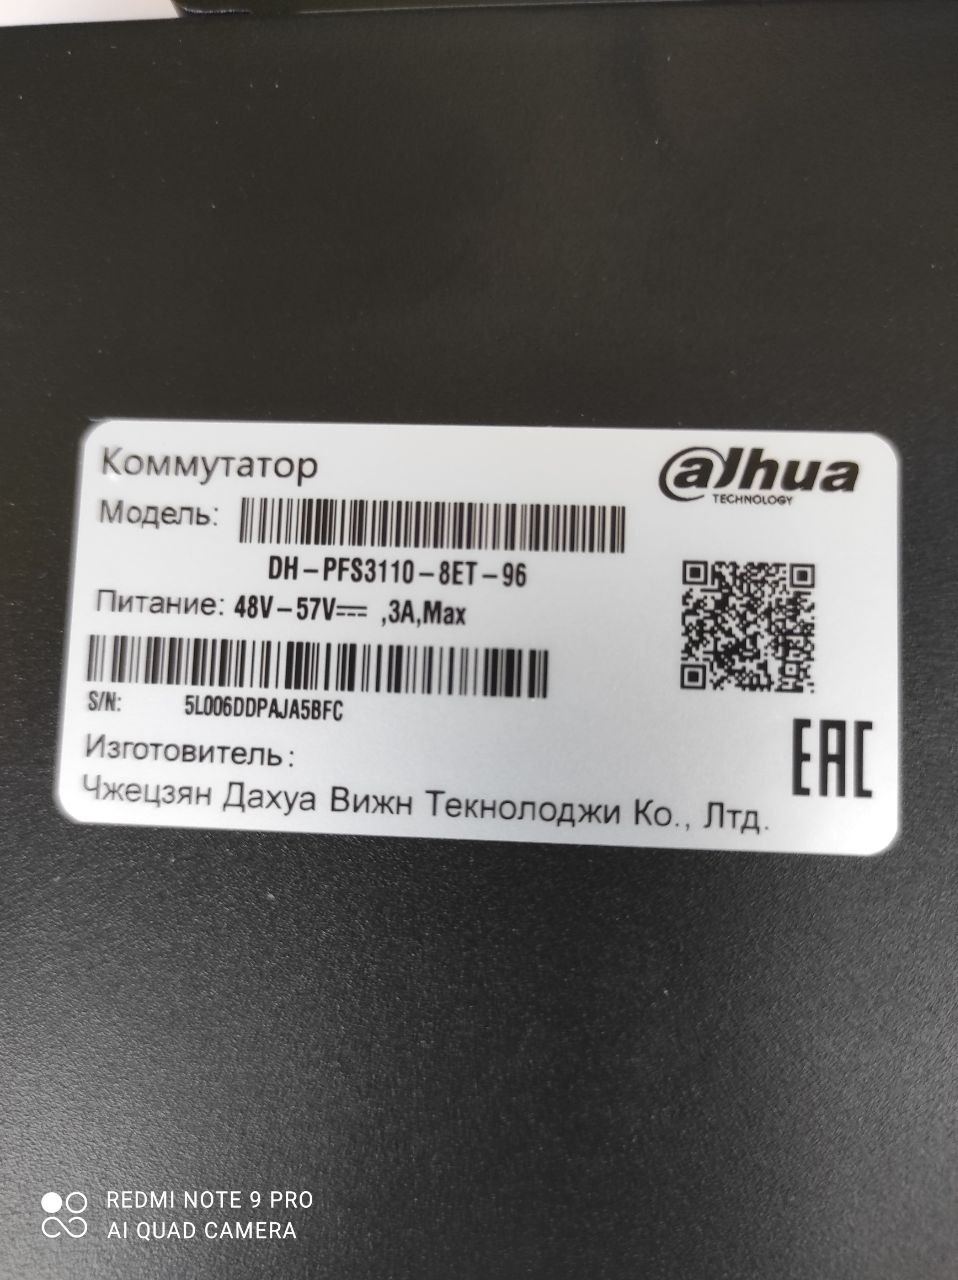 Коммутатор
alhua
TECHNOLOGY
Модель:
DH-PFS3110-8ET-96
Питание: 48V-57V⎓ ,3A,Max
S/N: 5L006DDPAJA5BFC
Изготовитель:
Чжецзян Дахуа Вижн Текнолоджи Ко., Лтд.
EAC
REDMI NOTE 9 PRO
AI QUAD CAMERA